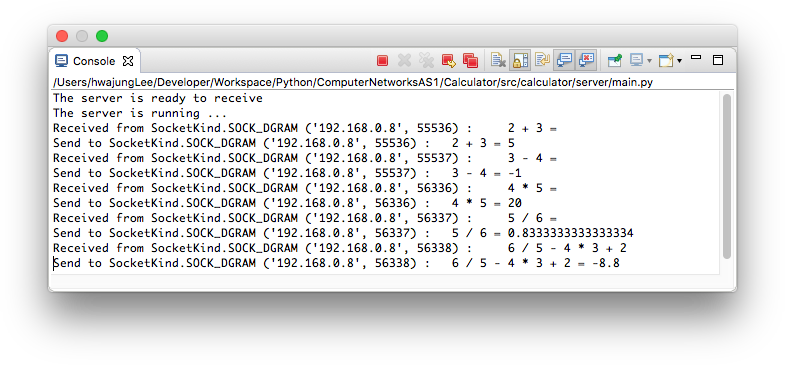 Console
/Users/hwajungLee/Developer/Workspace/Python/ComputerNetworksAS1/Calculator/src/calculator/server/main.py
The server is ready to receive
The server is running ...
Received from SocketKind.SOCK_DGRAM ('192.168.0.8', 55536) :     2 + 3 =
Send to SocketKind.SOCK_DGRAM ('192.168.0.8', 55536) :   2 + 3 = 5
Received from SocketKind.SOCK_DGRAM ('192.168.0.8', 55537) :     3 - 4 =
Send to SocketKind.SOCK_DGRAM ('192.168.0.8', 55537) :   3 - 4 = -1
Received from SocketKind.SOCK_DGRAM ('192.168.0.8', 56336) :     4 * 5 =
Send to SocketKind.SOCK_DGRAM ('192.168.0.8', 56336) :   4 * 5 = 20
Received from SocketKind.SOCK_DGRAM ('192.168.0.8', 56337) :     5 / 6 =
Send to SocketKind.SOCK_DGRAM ('192.168.0.8', 56337) :   5 / 6 = 0.8333333333333334
Received from SocketKind.SOCK_DGRAM ('192.168.0.8', 56338) :     6 / 5 - 4 * 3 + 2
Send to SocketKind.SOCK_DGRAM ('192.168.0.8', 56338) :   6 / 5 - 4 * 3 + 2 = -8.8